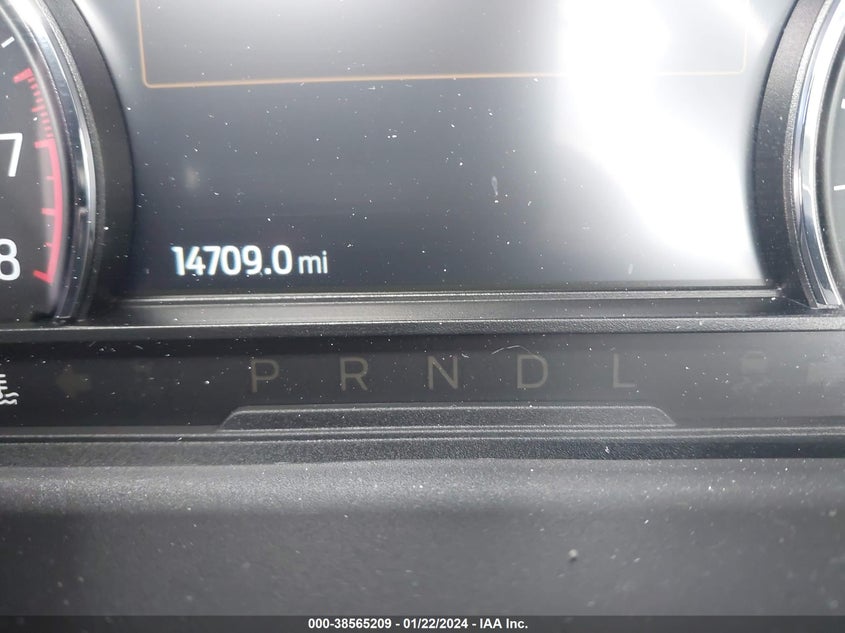 7
8
14709.0 mi
P R N D L
000-38565209 - 01/22/2024 - IAA Inc.